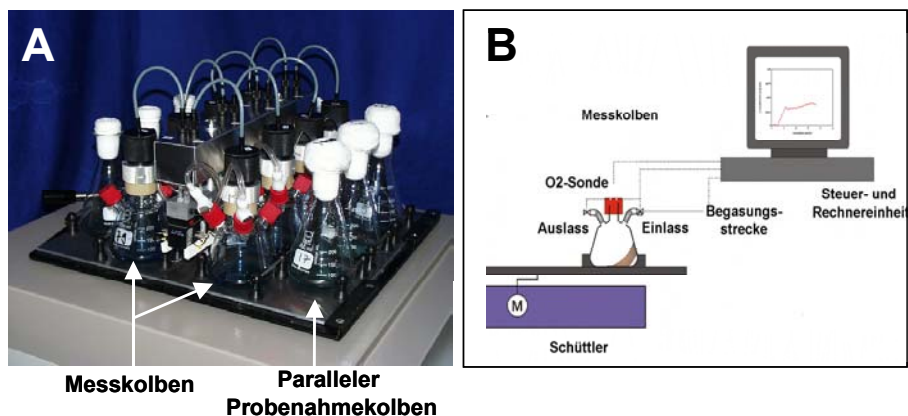 A
Messkolben
Paralleler
Probenahmekolben
B
Messkolben
O2-Sonde
Auslass
Einlass
Begasungs-
strecke
Steuer- und
Rechnereinheit
M
Schüttler